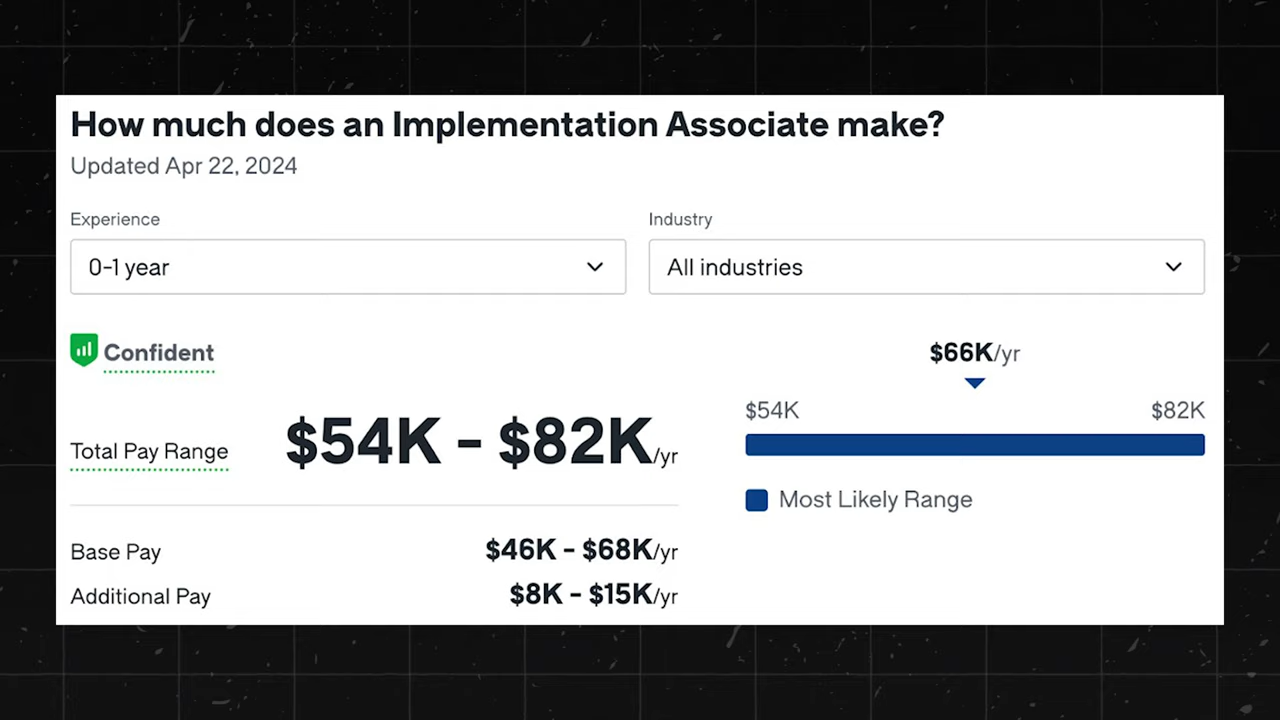 How much does an Implementation Associate make?
Updated Apr 22, 2024
Experience
Industry
0-1 year
All industries
Confident
Total Pay Range
$54K - $82K/yr
$66K/yr
$54K
$82K
Most Likely Range
Base Pay
$46K - $68K/yr
Additional Pay
$8K - $15K/yr